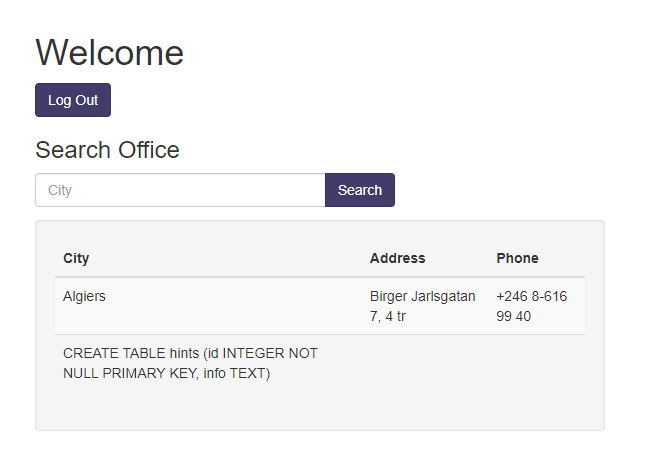 Welcome
Log Out
Search Office
City Search
City Address Phone
Algiers Birger Jarlsgatan +246 8-616
7, 4 tr 99 40
CREATE TABLE hints (id INTEGER NOT
NULL PRIMARY KEY, info TEXT)